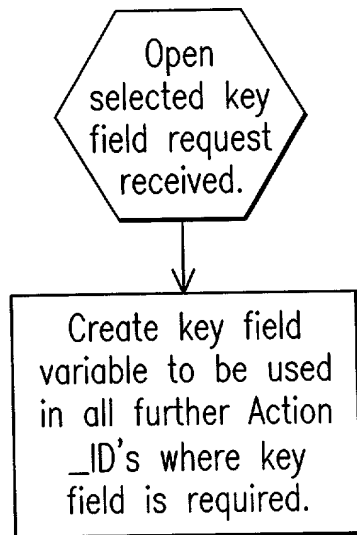 Open
selected key
field request
received.
Create key field
variable to be used
in all further Action
_ID's where key
field is required.